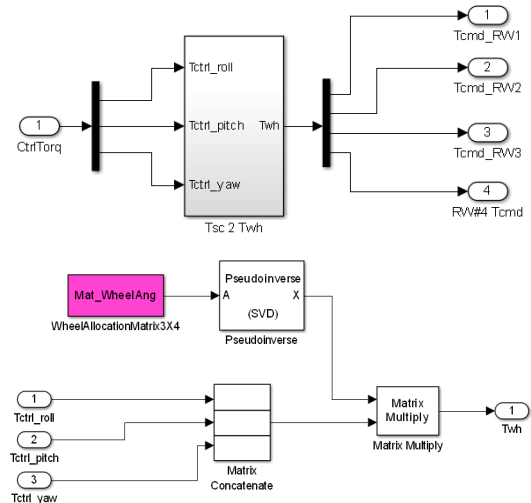 1
Tcmd_RW1
Tctrl_roll
2
Tcmd_RW2
1
CtrlTorq
Tctrl_pitch
Twh
3
Tcmd_RW3
Tctrl_yaw
4
RW#4 Tcmd
Tsc 2 Twh
Mat_WheelAng
WheelAllocationMatrix3X4
Pseudoinverse
A
X
(SVD)
Pseudoinverse
1
Tctrl_roll
2
Tctrl_pitch
3
Tctrl_yaw
Matrix
Concatenate
Matrix
Multiply
Matrix Multiply
1
Twh